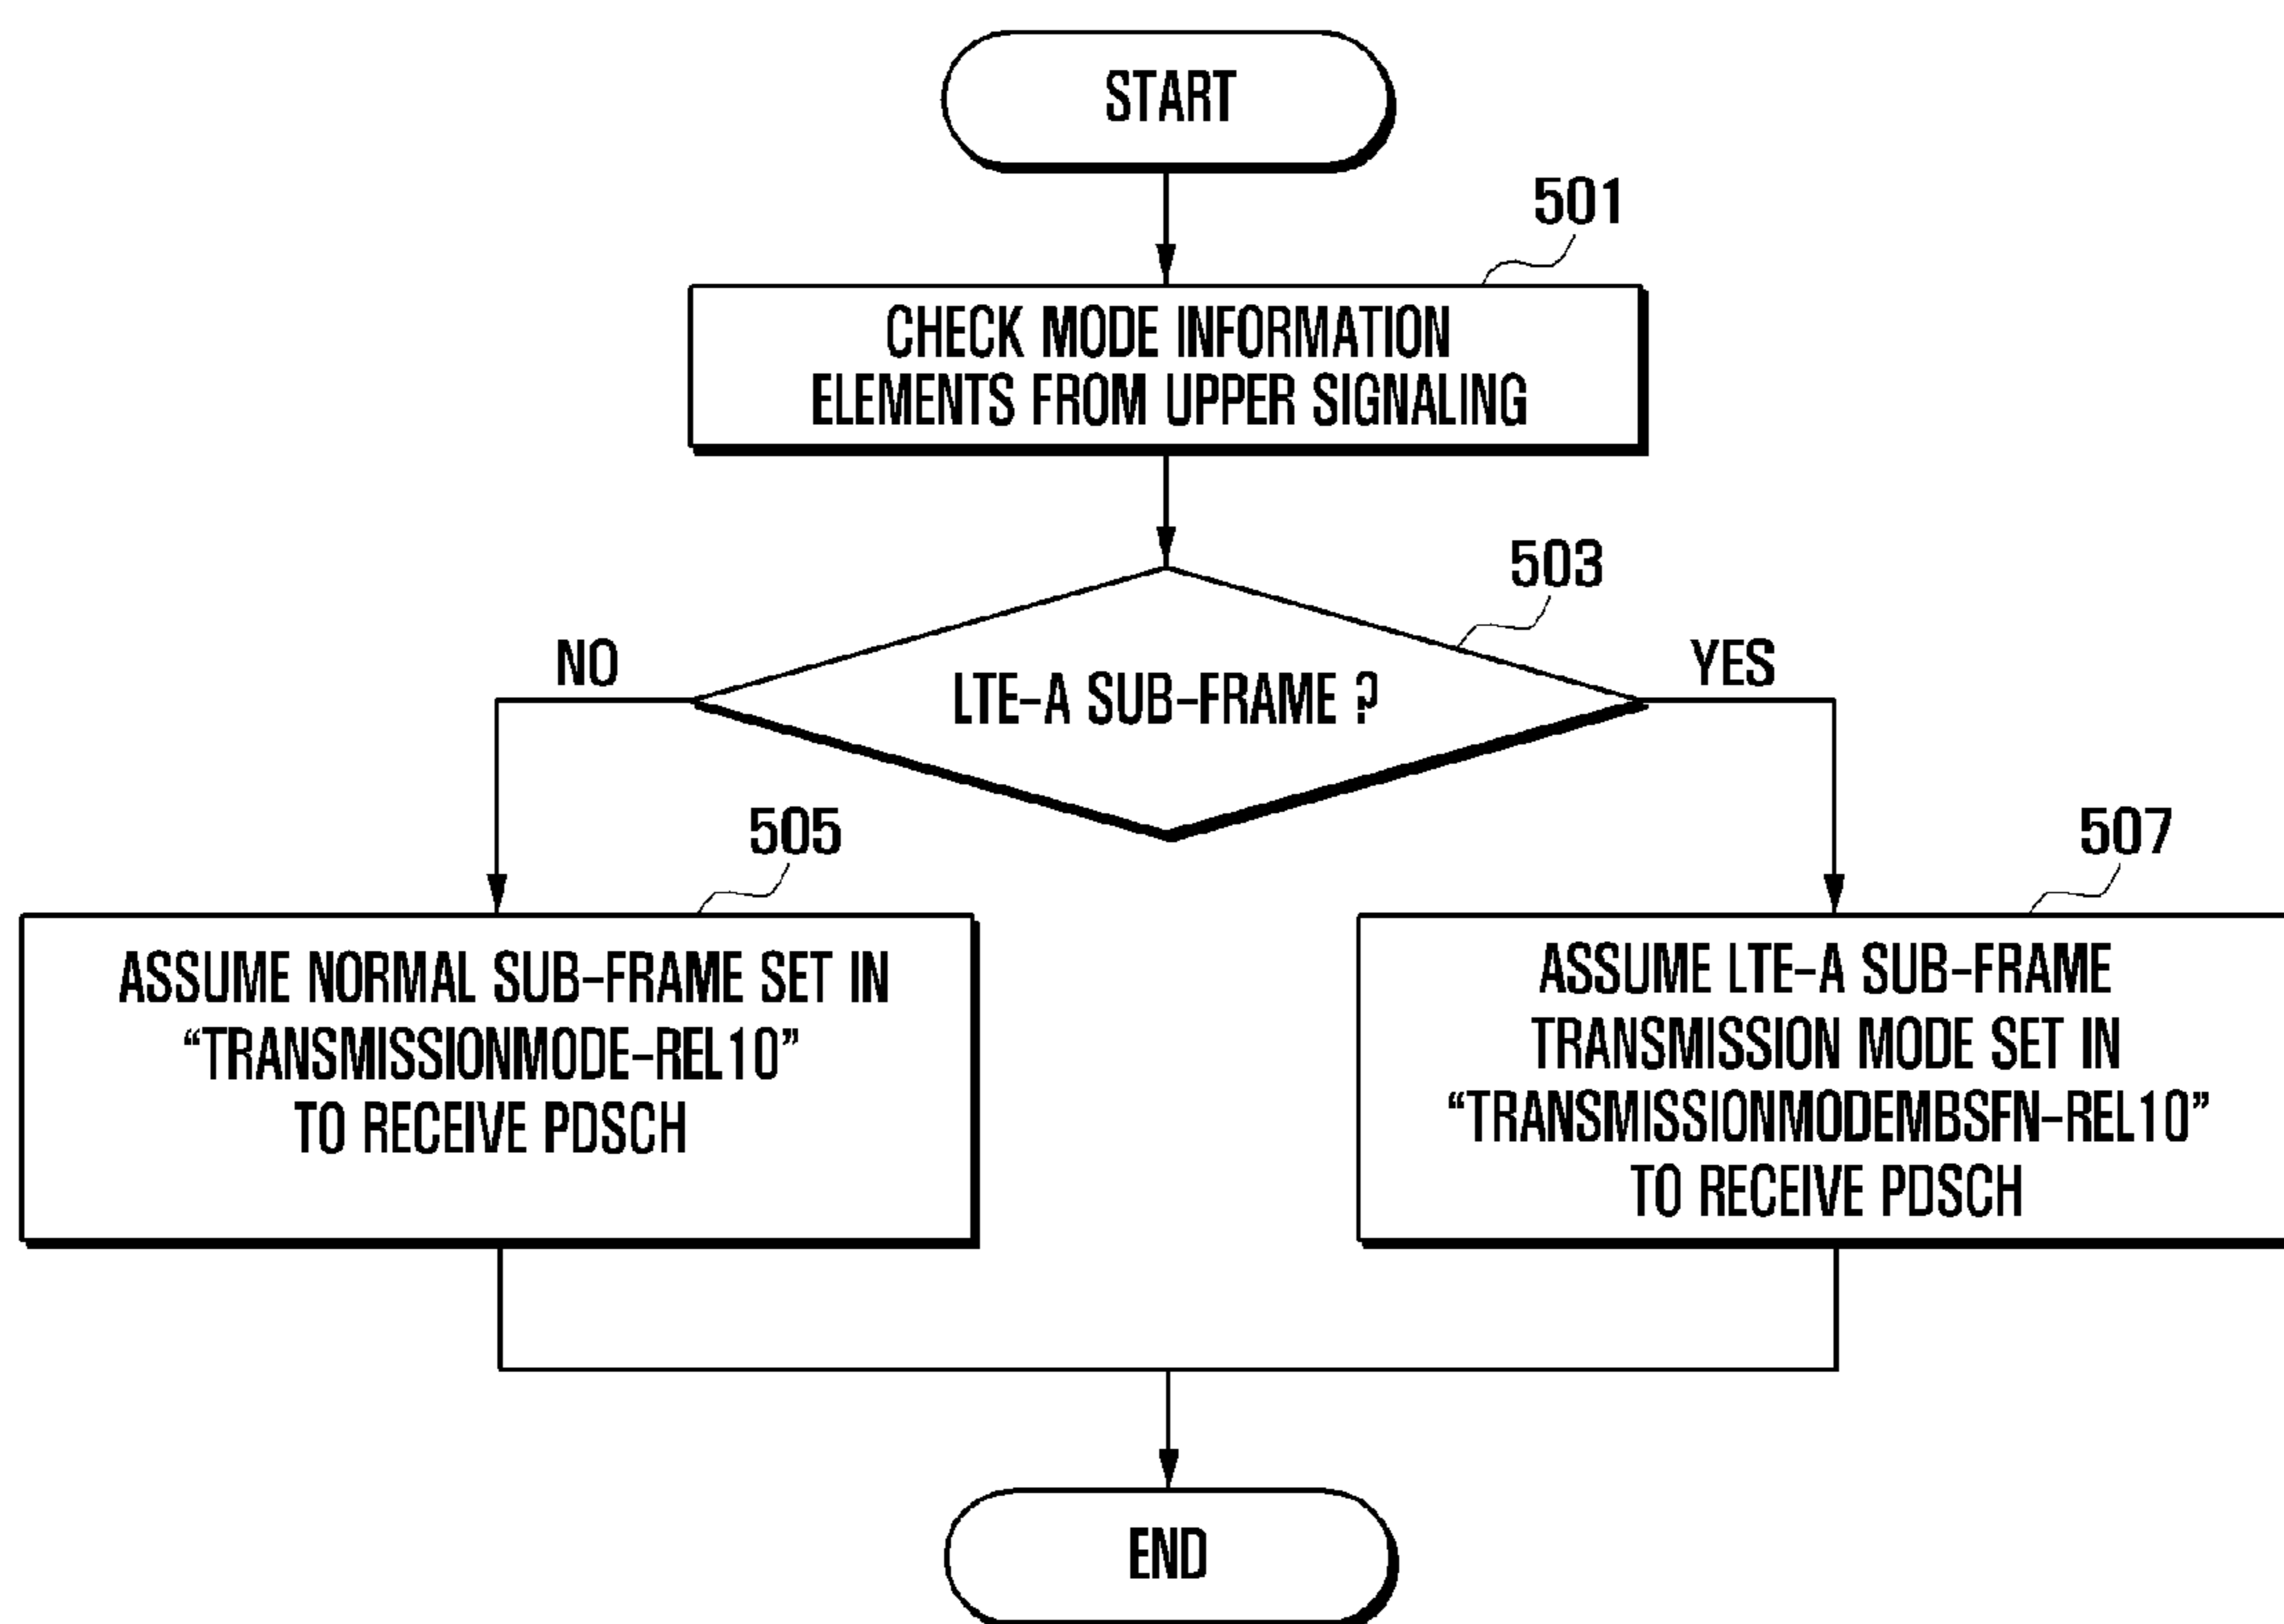 START
501
CHECK MODE INFORMATION
ELEMENTS FROM UPPER SIGNALING
503
NO
LTE-A SUB-FRAME ?
YES
505
ASSUME NORMAL SUB-FRAME SET IN
“TRANSMISSIONMODE-REL10”
TO RECEIVE PDSCH
507
ASSUME LTE-A SUB-FRAME
TRANSMISSION MODE SET IN
“TRANSMISSIONMODEMBSFN-REL10”
TO RECEIVE PDSCH
END